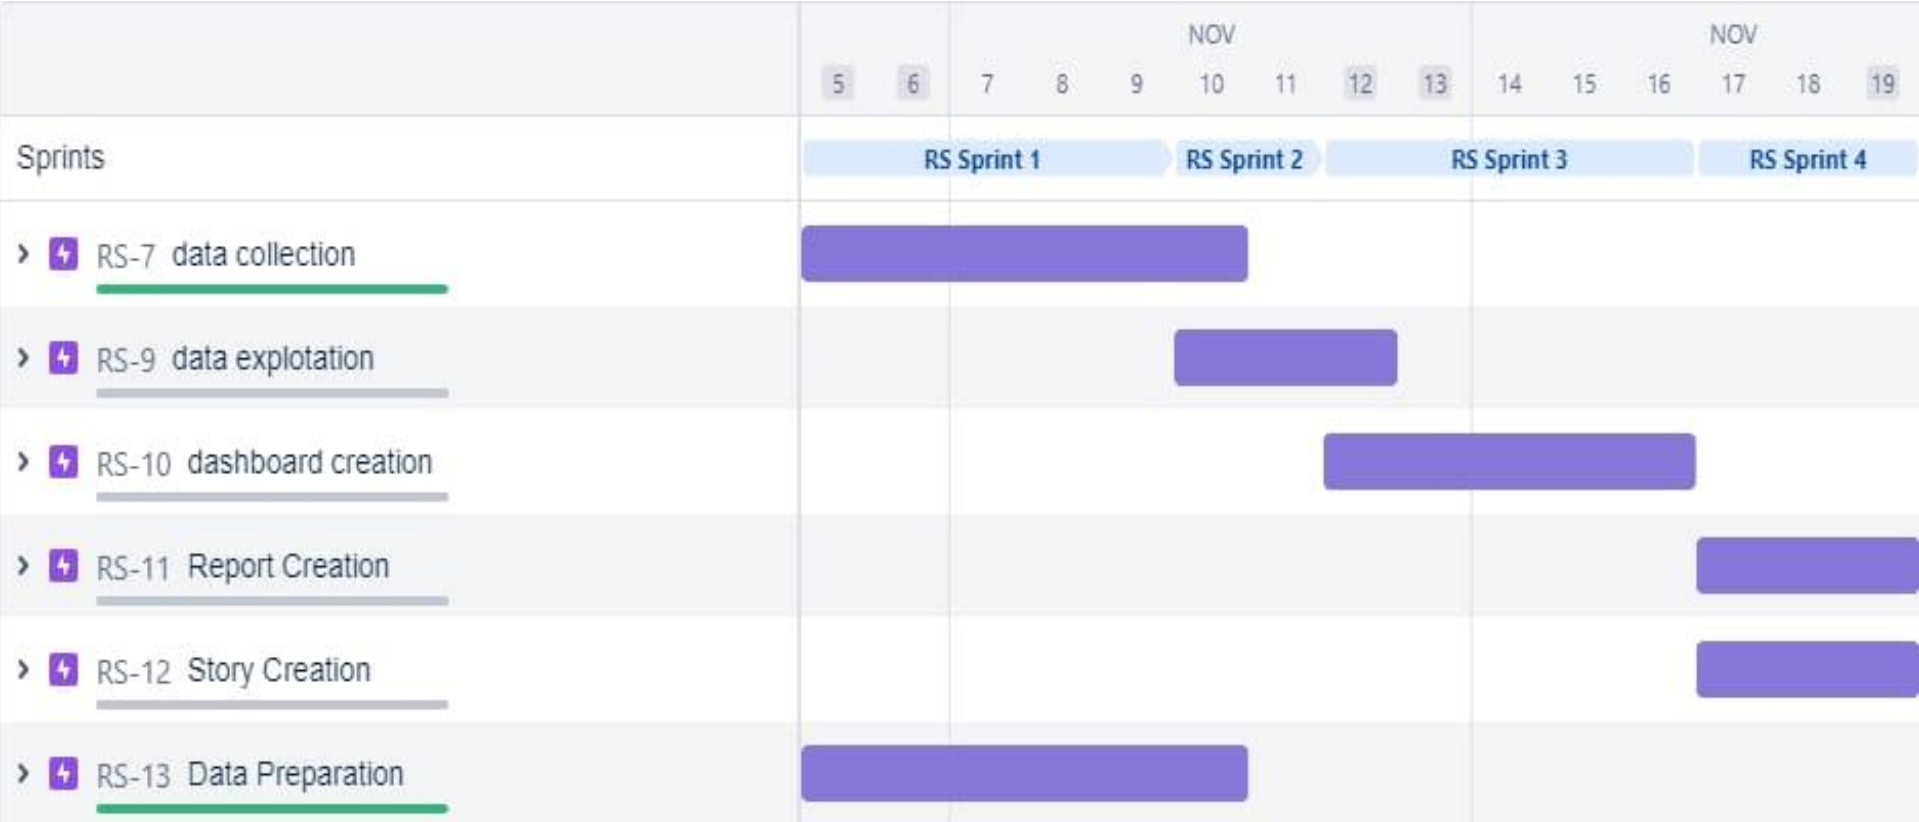 NOV NOV
5 6 7 8 9 10 11 12 13 14 15 16 17 18 19
Sprints RS Sprint 1 RS Sprint 2 RS Sprint 3 RS Sprint 4
RS-7 data collection
RS-9 data explotation
RS-10 dashboard creation
RS-11 Report Creation
RS-12 Story Creation
RS-13 Data Preparation